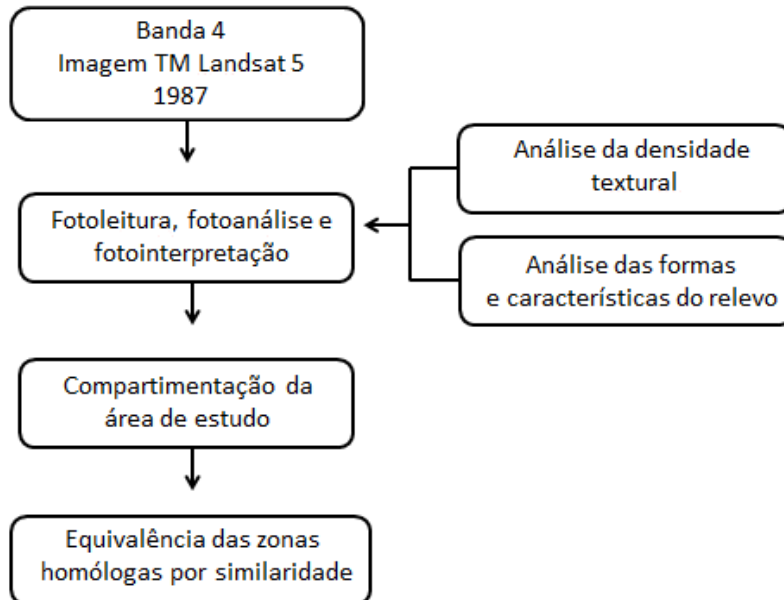 Banda 4
Imagem TM Landsat 5
1987
Análise da densidade
textural
Fotoleitura, fotoanálise e
fotointerpretação
Análise das formas
e características do relevo
Compartimentação da
área de estudo
Equivalência das zonas
homólogas por similaridade